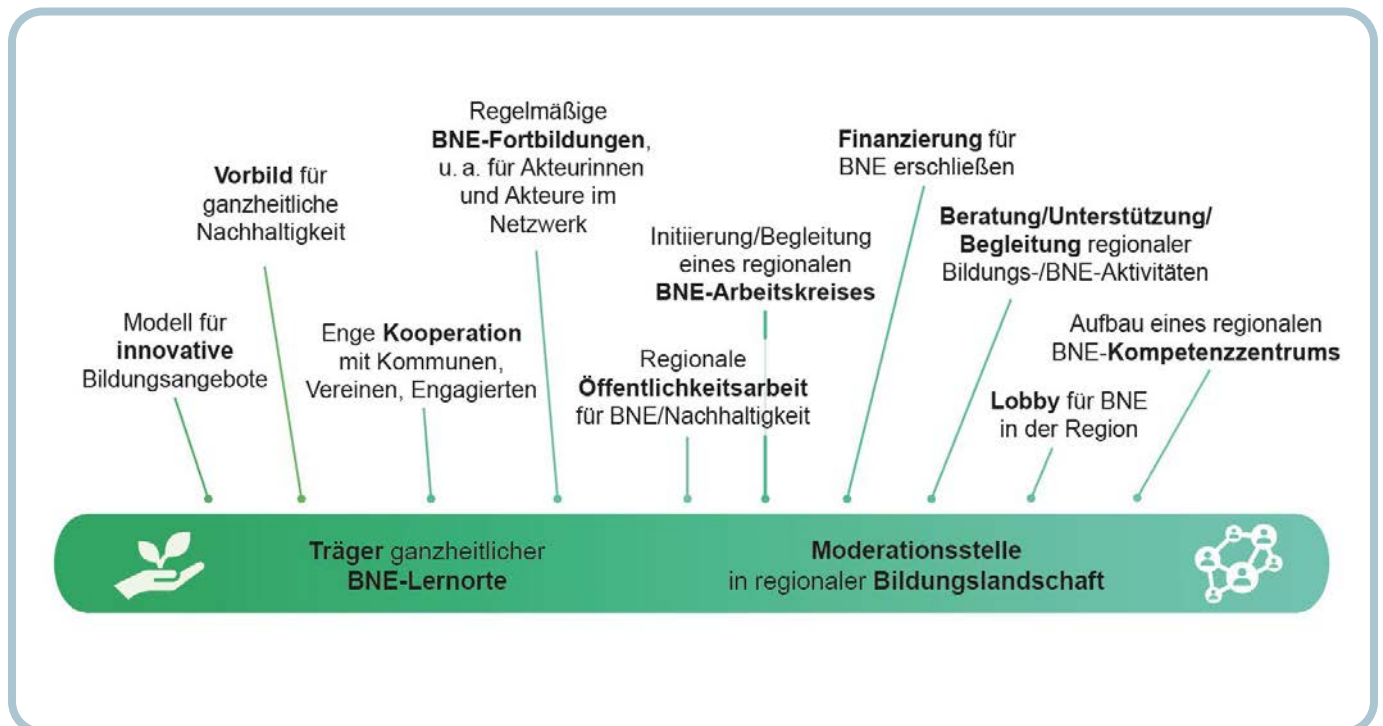 Modell für
innovative
Bildungsangebote
Vorbild für
ganzheitliche
Nachhaltigkeit
Enge Kooperation
mit Kommunen,
Vereinen, Engagierten
Regelmäßige
BNE-Fortbildungen,
u. a. für Akteurinnen
und Akteure im
Netzwerk
Regionale
Öffentlichkeitsarbeit
für BNE/Nachhaltigkeit
Initiierung/Begleitung
eines regionalen
BNE-Arbeitskreises
Finanzierung für
BNE erschließen
Beratung/Unterstützung/
Begleitung regionaler
Bildungs-/BNE-Aktivitäten
Lobby für BNE
in der Region
Aufbau eines regionalen
BNE-Kompetenzzentrums
Träger ganzheitlicher
BNE-Lernorte
Moderationsstelle
in regionaler Bildungslandschaft